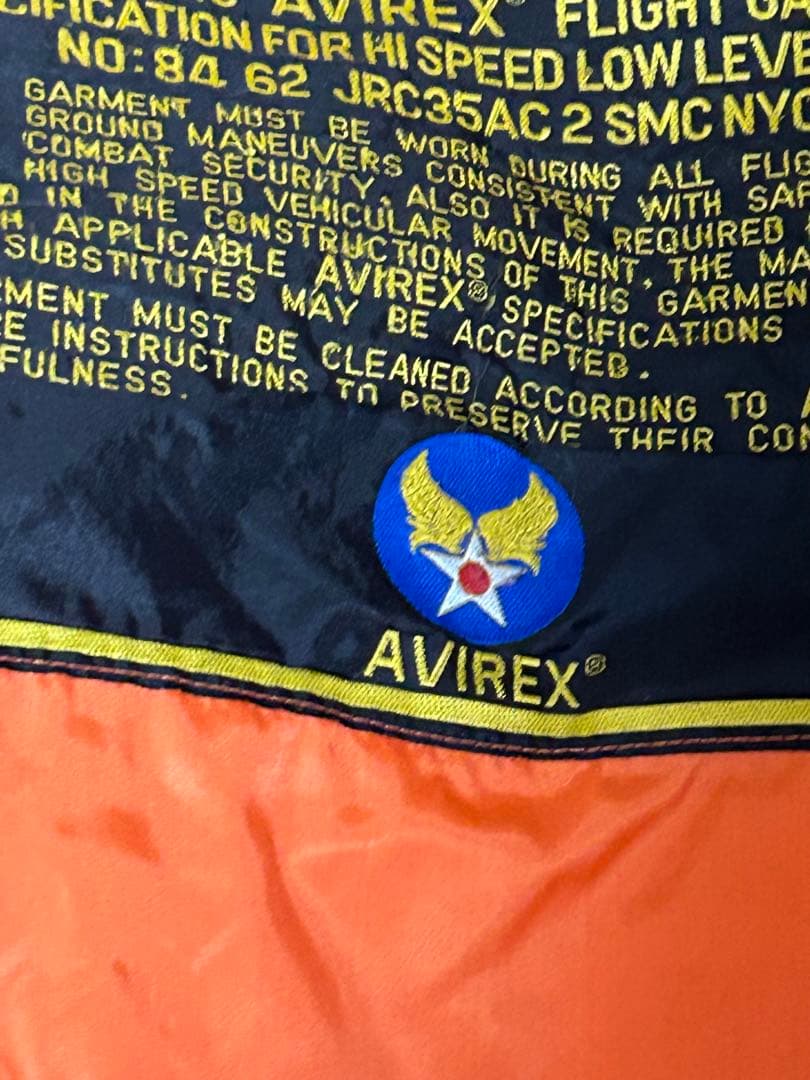 AVIREX® FLIGHT
CIFICATION FOR HI SPEED LOW LEVE
NO:84 62 JRC35AC 2 SMC NYC
GARMENT MUST BE WORN DURING ALL FLIG
GROUND MANEUVERS CONSISTENT WITH SAF
COMBAT SECURITY. ALSO IT IS REQUIRED
HIGH SPEED VEHICULAR MOVEMENT. THE MA
IN THE CONSTRUCTIONS OF THIS GARMEN
APPLICABLE AVIREX® SPECIFICATIONS
SUBSTITUTES MAY BE ACCEPTED.
MENT MUST BE CLEANED ACCORDING TO
E INSTRUCTIONS TO PRESERVE THEIR CON
FULNESS.
AVIREX®